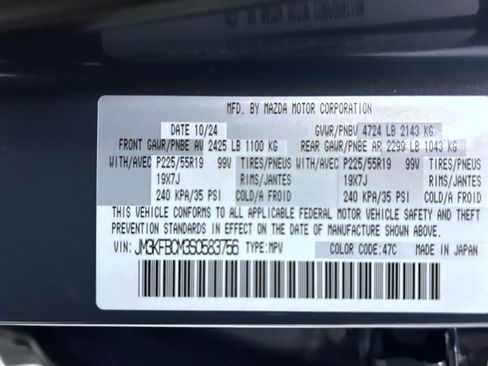 MFD. BY MAZDA MOTOR CORPORATION
DATE 10/24 GVWR/PNBV 4724 LB 2143 KG
FRONT GAWR/PNBE AV 2425 LB 1100 KG REAR GAWR/PNBE AR 2299 LB 1043 KG
WITH/AVEC P225/55R19 99V TIRES/PNEUS WITH/AVEC P225/55R19 99V TIRES/PNEUS
19X7J RIMS/JANTES 19X7J RIMS/JANTES
240 KPA/35 PSI COLD/A FROID 240 KPA/35 PSI COLD/A FROID
THIS VEHICLE CONFORMS TO ALL APPLICABLE FEDERAL MOTOR VEHICLE SAFETY, BUMPER, AND THEFT
PREVENTION STANDARDS IN EFFECT ON THE DATE OF MANUFACTURE SHOWN ABOVE.
VIN: JM3KFBCM3S0583756 TYPE: MPV COLOR CODE: 47C MADE IN JAPAN